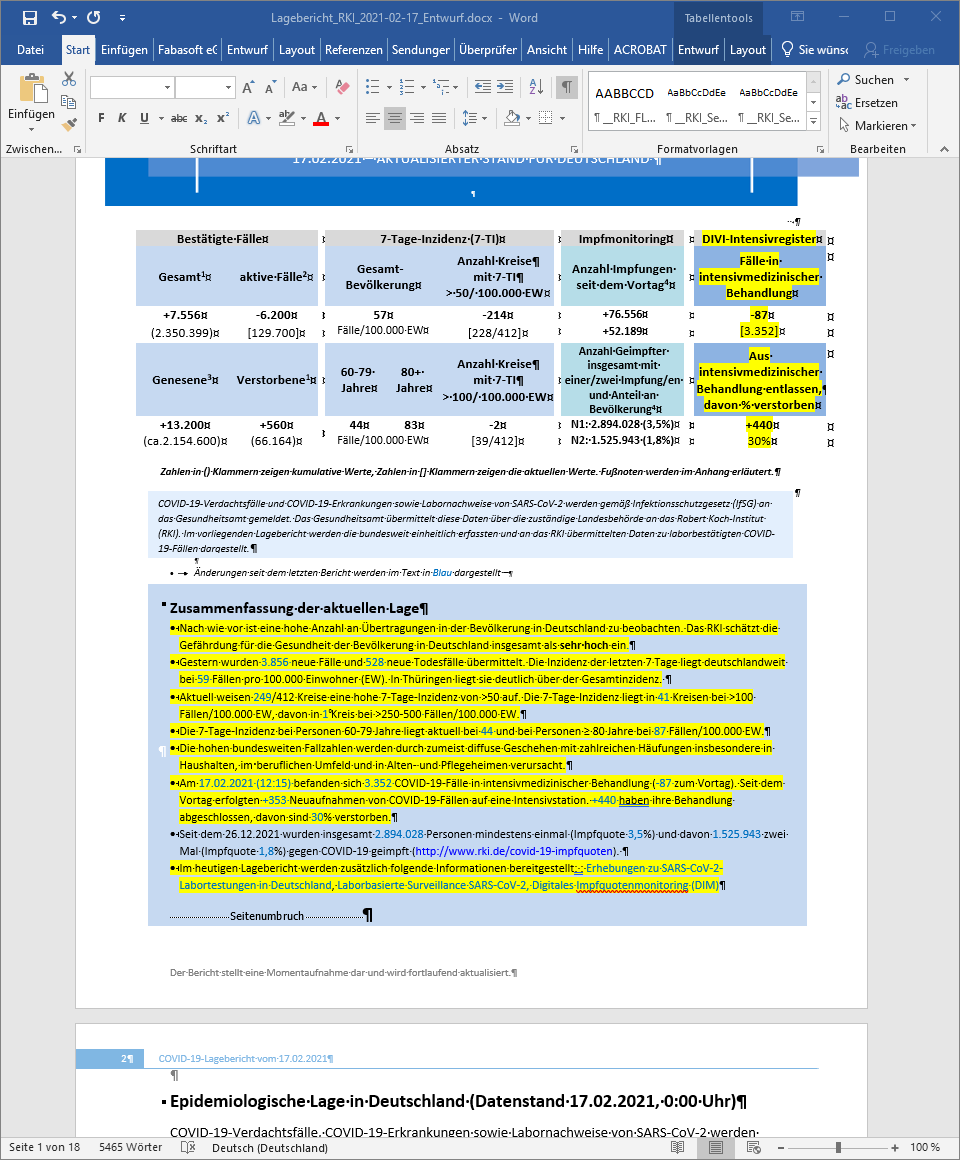 Lagebericht_RKI_2021-02-17_Entwurf.docx - Word
Tabellentools
Datei Start Einfügen Fabasoft eG Entwurf Layout Referenzen Sendunger Überprüfer Ansicht Hilfe ACROBAT Entwurf Layout Sie wünsc Freigeben
Einfügen
F K U abc x₂ x² A ab A
Aa
Suchen
Ersetzen
Markieren
AABBCCD AaBbCcDdEe AaBbCcDdEe
¶ __RKI_FL... ¶ __RKI_Se... ¶ __RKI_Se...
Zwischen... Schriftart Absatz Formatvorlagen Bearbeiten
17.02.2021 – AKTUALISIERTER STAND FÜR DEUTSCHLAND ¶
Bestätigte Fälle¤ 7-Tage-Inzidenz (7-TI)¤ Impfmonitoring¤ DIVI-Intensivregister¤
Gesamt¹¤ aktive Fälle²¤ Gesamt-Bevölkerung¤ Anzahl Kreise¶ mit 7-TI¶ > 50/ 100.000 EW¤ Anzahl Impfungen seit dem Vortag⁴¤ Fälle in intensivmedizinischer Behandlung¤
+7.556¤ -6.200¤ 57¤ -214¤ +76.556¤ -87¤
(2.350.399)¤ [129.700]¤ Fälle/100.000 EW¤ [228/412]¤ +52.189¤ [3.352]¤
Genesene³¤ Verstorbene¹¤ 60-79 Jahre¤ 80+ Jahre¤ Anzahl Kreise¶ mit 7-TI¶ > 100/ 100.000 EW¤ Anzahl Geimpfter insgesamt mit einer/zwei Impfung/en und Anteil an Bevölkerung⁴¤ Aus intensivmedizinischer Behandlung entlassen,¶ davon % verstorben¤
+13.200¤ +560¤ 44¤ 83¤ -2¤ N1: 2.894.028 (3,5%)¤ +440¤
(ca.2.154.600)¤ (66.164)¤ Fälle/100.000 EW¤ [39/412]¤ N2: 1.525.943 (1,8%)¤ 30%¤
Zahlen in () Klammern zeigen kumulative Werte, Zahlen in [] Klammern zeigen die aktuellen Werte. Fußnoten werden im Anhang erläutert.¶
COVID-19-Verdachtsfälle und COVID-19-Erkrankungen sowie Labornachweise von SARS-CoV-2 werden gemäß Infektionsschutzgesetz (IfSG) an
das Gesundheitsamt gemeldet. Das Gesundheitsamt übermittelt diese Daten über die zuständige Landesbehörde an das Robert Koch-Institut
(RKI). Im vorliegenden Lagebericht werden die bundesweit einheitlich erfassten und an das RKI übermittelten Daten zu laborbestätigten COVID-
19-Fällen dargestellt.¶
• Änderungen seit dem letzten Bericht werden im Text in Blau dargestellt –¶
Zusammenfassung der aktuellen Lage¶
• Nach wie vor ist eine hohe Anzahl an Übertragungen in der Bevölkerung in Deutschland zu beobachten. Das RKI schätzt die
Gefährdung für die Gesundheit der Bevölkerung in Deutschland insgesamt als sehr hoch ein.¶
• Gestern wurden 3.856 neue Fälle und 528 neue Todesfälle übermittelt. Die Inzidenz der letzten 7 Tage liegt deutschlandweit
bei 59 Fällen pro 100.000 Einwohner (EW). In Thüringen liegt sie deutlich über der Gesamtinzidenz. ¶
• Aktuell weisen 249/412 Kreise eine hohe 7-Tage-Inzidenz von >50 auf. Die 7-Tage-Inzidenz liegt in 41 Kreisen bei >100
Fällen/100.000 EW, davon in 1 Kreis bei >250-500 Fällen/100.000 EW.¶
• Die 7-Tage-Inzidenz bei Personen 60-79 Jahre liegt aktuell bei 44 und bei Personen ≥ 80 Jahre bei 87 Fällen/100.000 EW.¶
• Die hohen bundesweiten Fallzahlen werden durch zumeist diffuse Geschehen mit zahlreichen Häufungen insbesondere in
Haushalten, im beruflichen Umfeld und in Alten- und Pflegeheimen verursacht.¶
• Am 17.02.2021 (12:15) befanden sich 3.352 COVID-19-Fälle in intensivmedizinischer Behandlung ( -87 zum Vortag). Seit dem
Vortag erfolgten +353 Neuaufnahmen von COVID-19-Fällen auf eine Intensivstation. +440 haben ihre Behandlung
abgeschlossen, davon sind 30% verstorben.¶
• Seit dem 26.12.2021 wurden insgesamt 2.894.028 Personen mindestens einmal (Impfquote 3,5%) und davon 1.525.943 zwei
Mal (Impfquote 1,8%) gegen COVID-19 geimpft (http://www.rki.de/covid-19-impfquoten). ¶
• Im heutigen Lagebericht werden zusätzlich folgende Informationen bereitgestellt: : Erhebungen zu SARS-CoV-2-
Labortestungen in Deutschland, Laborbasierte Surveillance SARS-CoV-2, Digitales Impfquotenmonitoring (DIM)¶
Seitenumbruch ¶
Der Bericht stellt eine Momentaufnahme dar und wird fortlaufend aktualisiert.¶
2¶ COVID-19-Lagebericht vom 17.02.2021¶
¶
Epidemiologische Lage in Deutschland (Datenstand 17.02.2021, 0:00 Uhr)¶
COVID-19-Verdachtsfälle, COVID-19-Erkrankungen sowie Labornachweise von SARS-CoV-2 werden
Seite 1 von 18 5465 Wörter Deutsch (Deutschland) 100 %